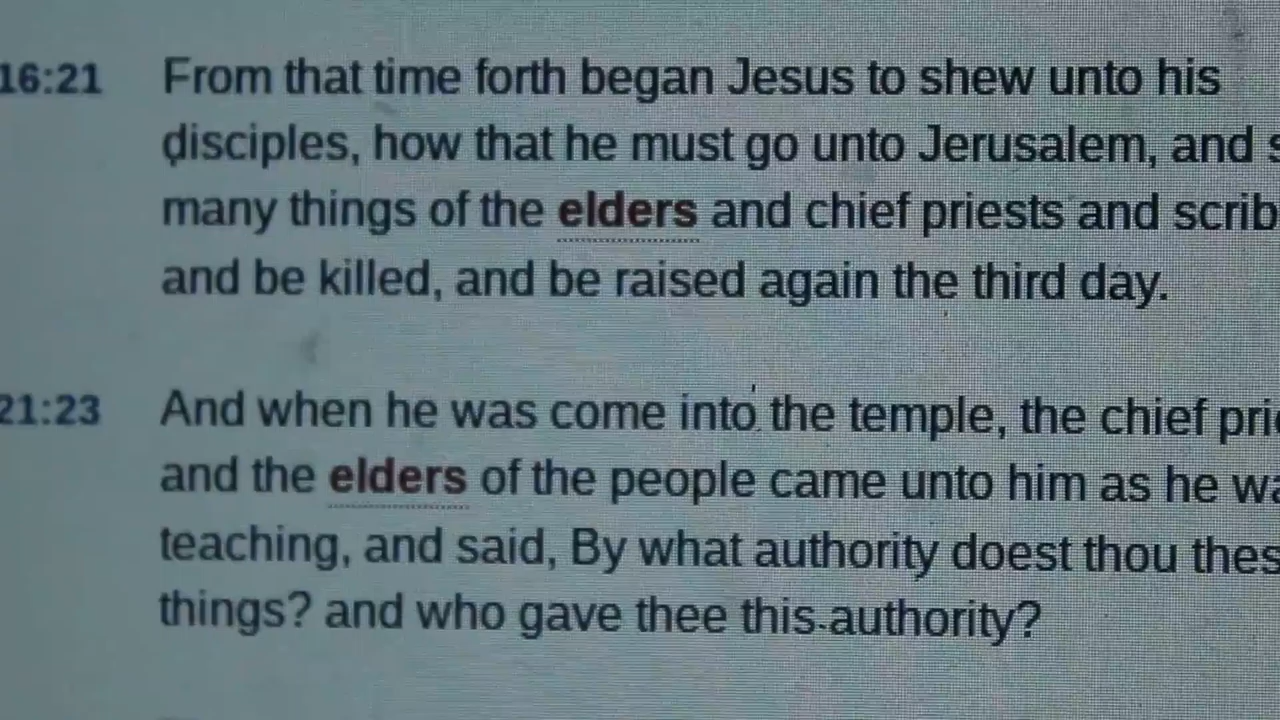 16:21 From that time forth began Jesus to shew unto his
disciples, how that he must go unto Jerusalem, and
many things of the elders and chief priests and
and be killed, and be raised again the third day.
21:23 And when he was come into the temple, the chief
and the elders of the people came unto him as he
teaching, and said, By what authority doest thou
things? and who gave thee this authority?